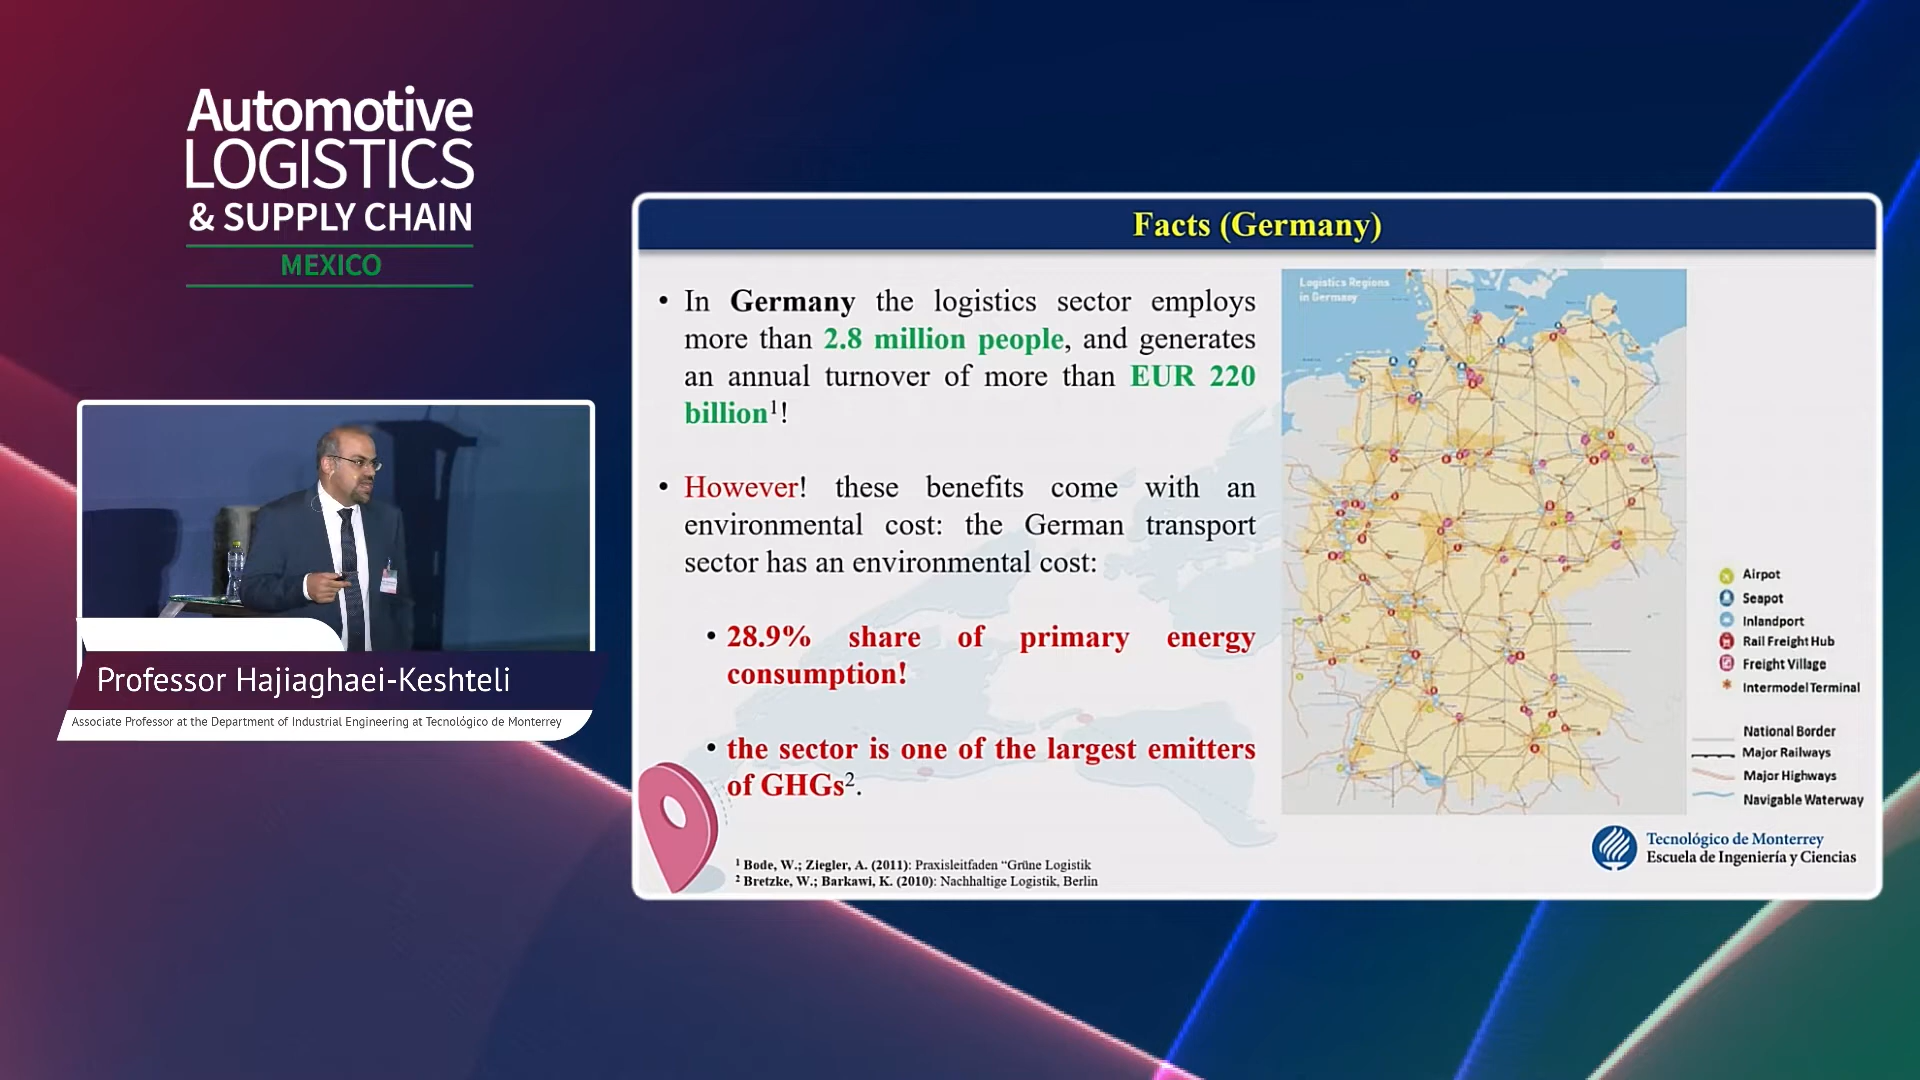 Automotive
LOGISTICS
& SUPPLY CHAIN
MEXICO
Professor Hajiaghaei-Keshteli
Associate Professor at the Department of Industrial Engineering at Tecnológico de Monterrey
Facts (Germany)
• In Germany the logistics sector employs
more than 2.8 million people, and generates
an annual turnover of more than EUR 220
billion¹!
• However! these benefits come with an
environmental cost: the German transport
sector has an environmental cost:
• 28.9% share of primary energy
consumption!
• the sector is one of the largest emitters
of GHGs².
¹ Bode, W.; Ziegler, A. (2011): Praxisleitfaden “Grüne Logistik
² Bretzke, W.; Barkawi, K. (2010): Nachhaltige Logistik, Berlin
Logistics Regions
in Germany
Airpot
Seapot
Inlandport
Rail Freight Hub
Freight Village
Intermodel Terminal
National Border
Major Railways
Major Highways
Navigable Waterway
Tecnológico de Monterrey
Escuela de Ingeniería y Ciencias